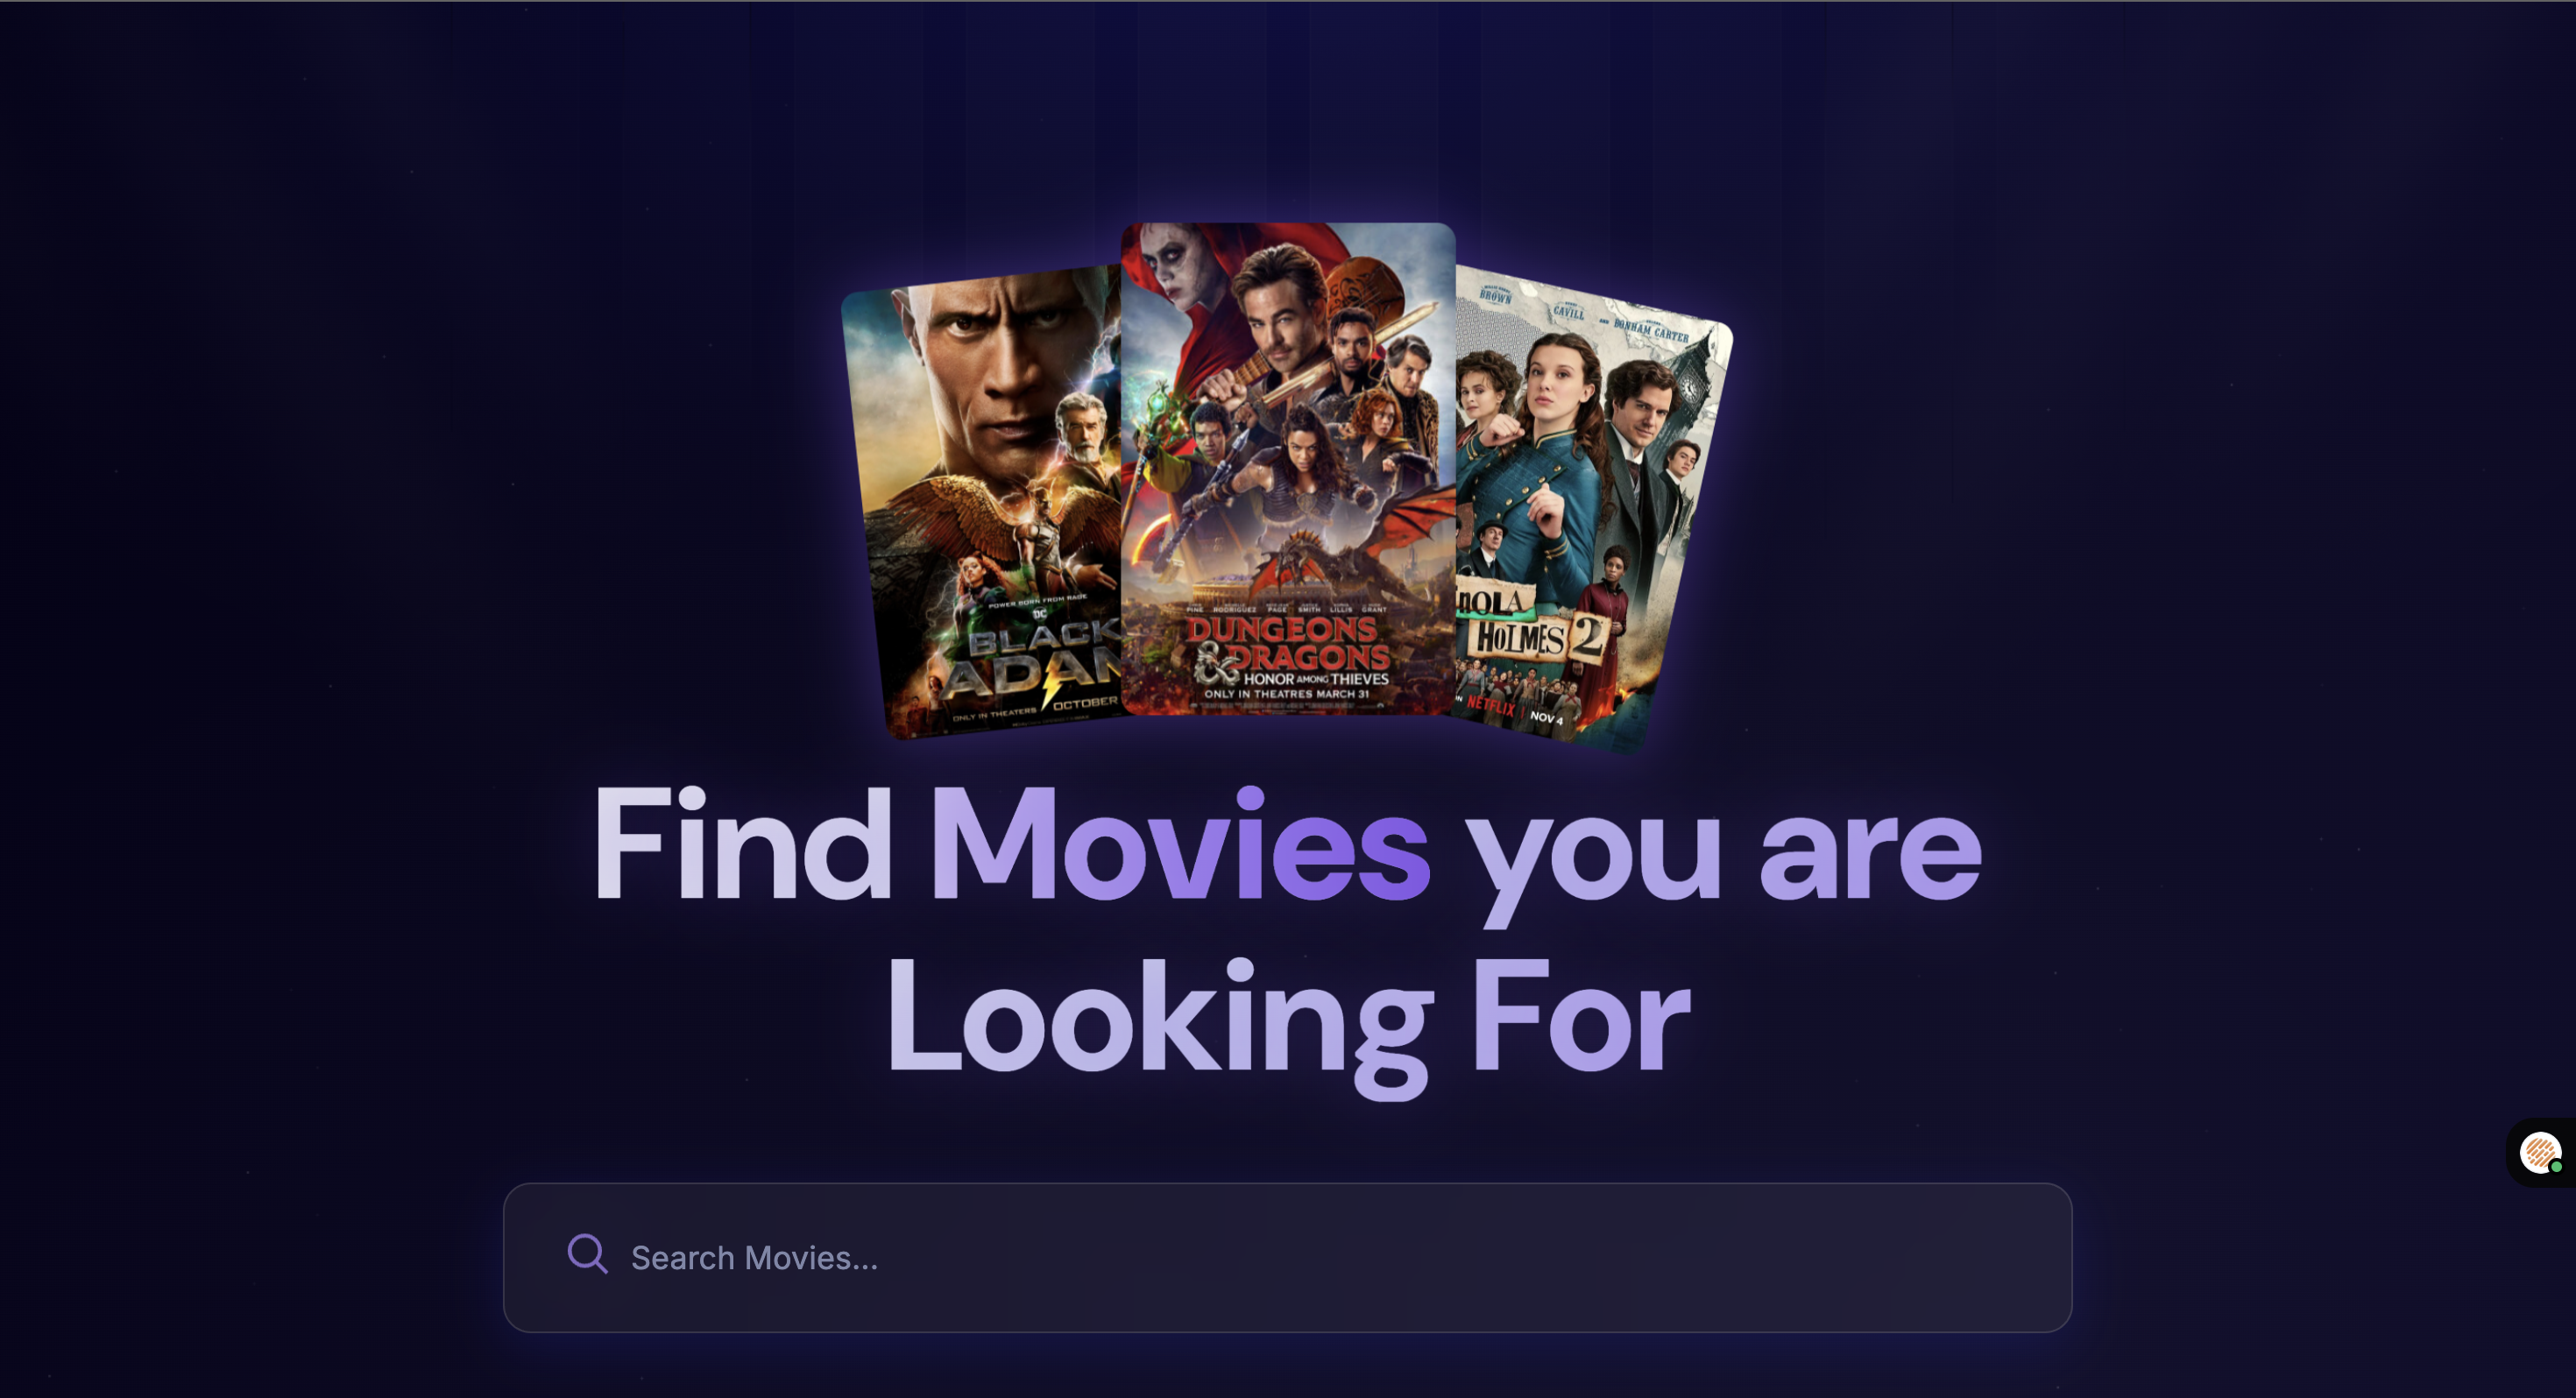 POWER BORN FROM RAGE
DC
BLACK
ADAM
ONLY IN THEATERS OCTOBER
PINE RODRIGUEZ PAGE SMITH LILLIS GRANT
DUNGEONS
& DRAGONS
HONOR AMONG THIEVES
ONLY IN THEATRES MARCH 31
BROWN
CAVILL
AND BONHAM CARTER
NOLA
HOLMES 2
NETFLIX | NOV 4
Find Movies you are
Looking For
Search Movies...